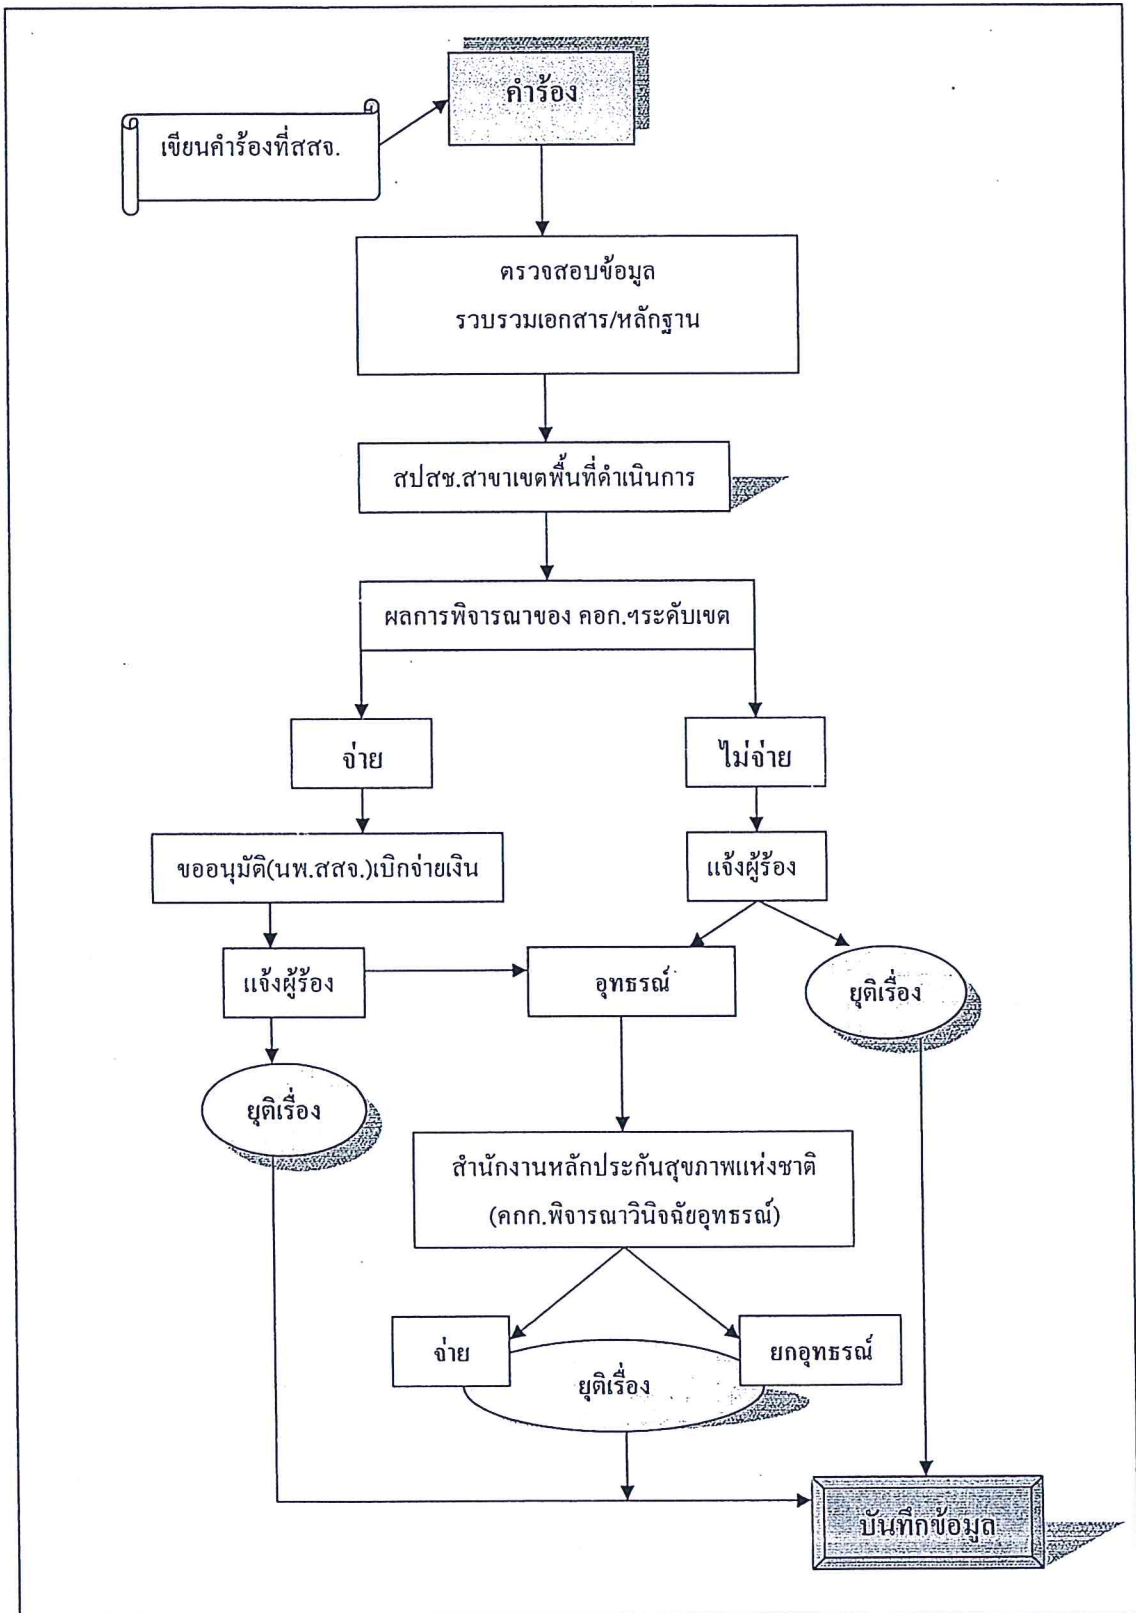 คำร้อง
เขียนคำร้องที่สสจ.
ตรวจสอบข้อมูล
รวบรวมเอกสาร/หลักฐาน
สปสช.สาขาเขตพื้นที่ดำเนินการ
ผลการพิจารณาของ คอก.ฯระดับเขต
จ่าย
ไม่จ่าย
ขออนุมัติ(นพ.สสจ.)เบิกจ่ายเงิน
แจ้งผู้ร้อง
แจ้งผู้ร้อง
อุทธรณ์
ยุติเรื่อง
ยุติเรื่อง
สำนักงานหลักประกันสุขภาพแห่งชาติ
(คกก.พิจารณาวินิจฉัยอุทธรณ์)
จ่าย
ยกอุทธรณ์
ยุติเรื่อง
บันทึกข้อมูล